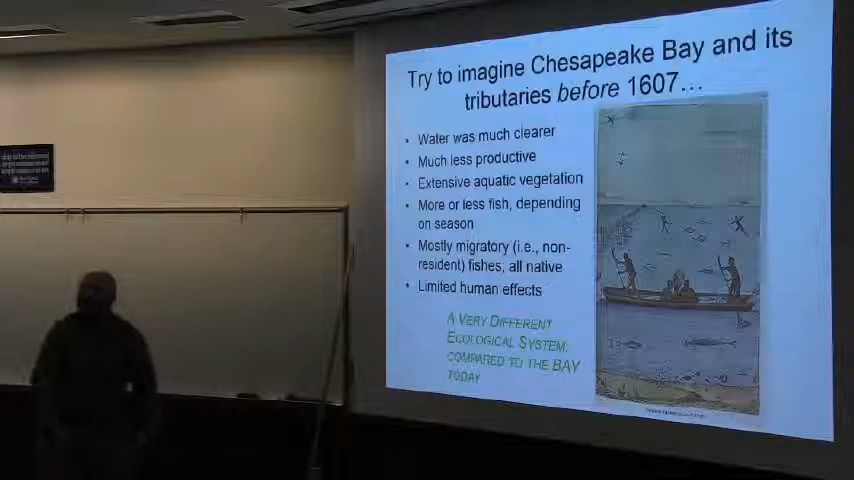 Try to imagine Chesapeake Bay and its
tributaries before 1607…
• Water was much clearer
• Much less productive
• Extensive aquatic vegetation
• More or less fish, depending
on season
• Mostly migratory (i.e., non-
resident) fishes; all native
• Limited human effects
A VERY DIFFERENT
ECOLOGICAL SYSTEM,
COMPARED TO THE BAY
TODAY